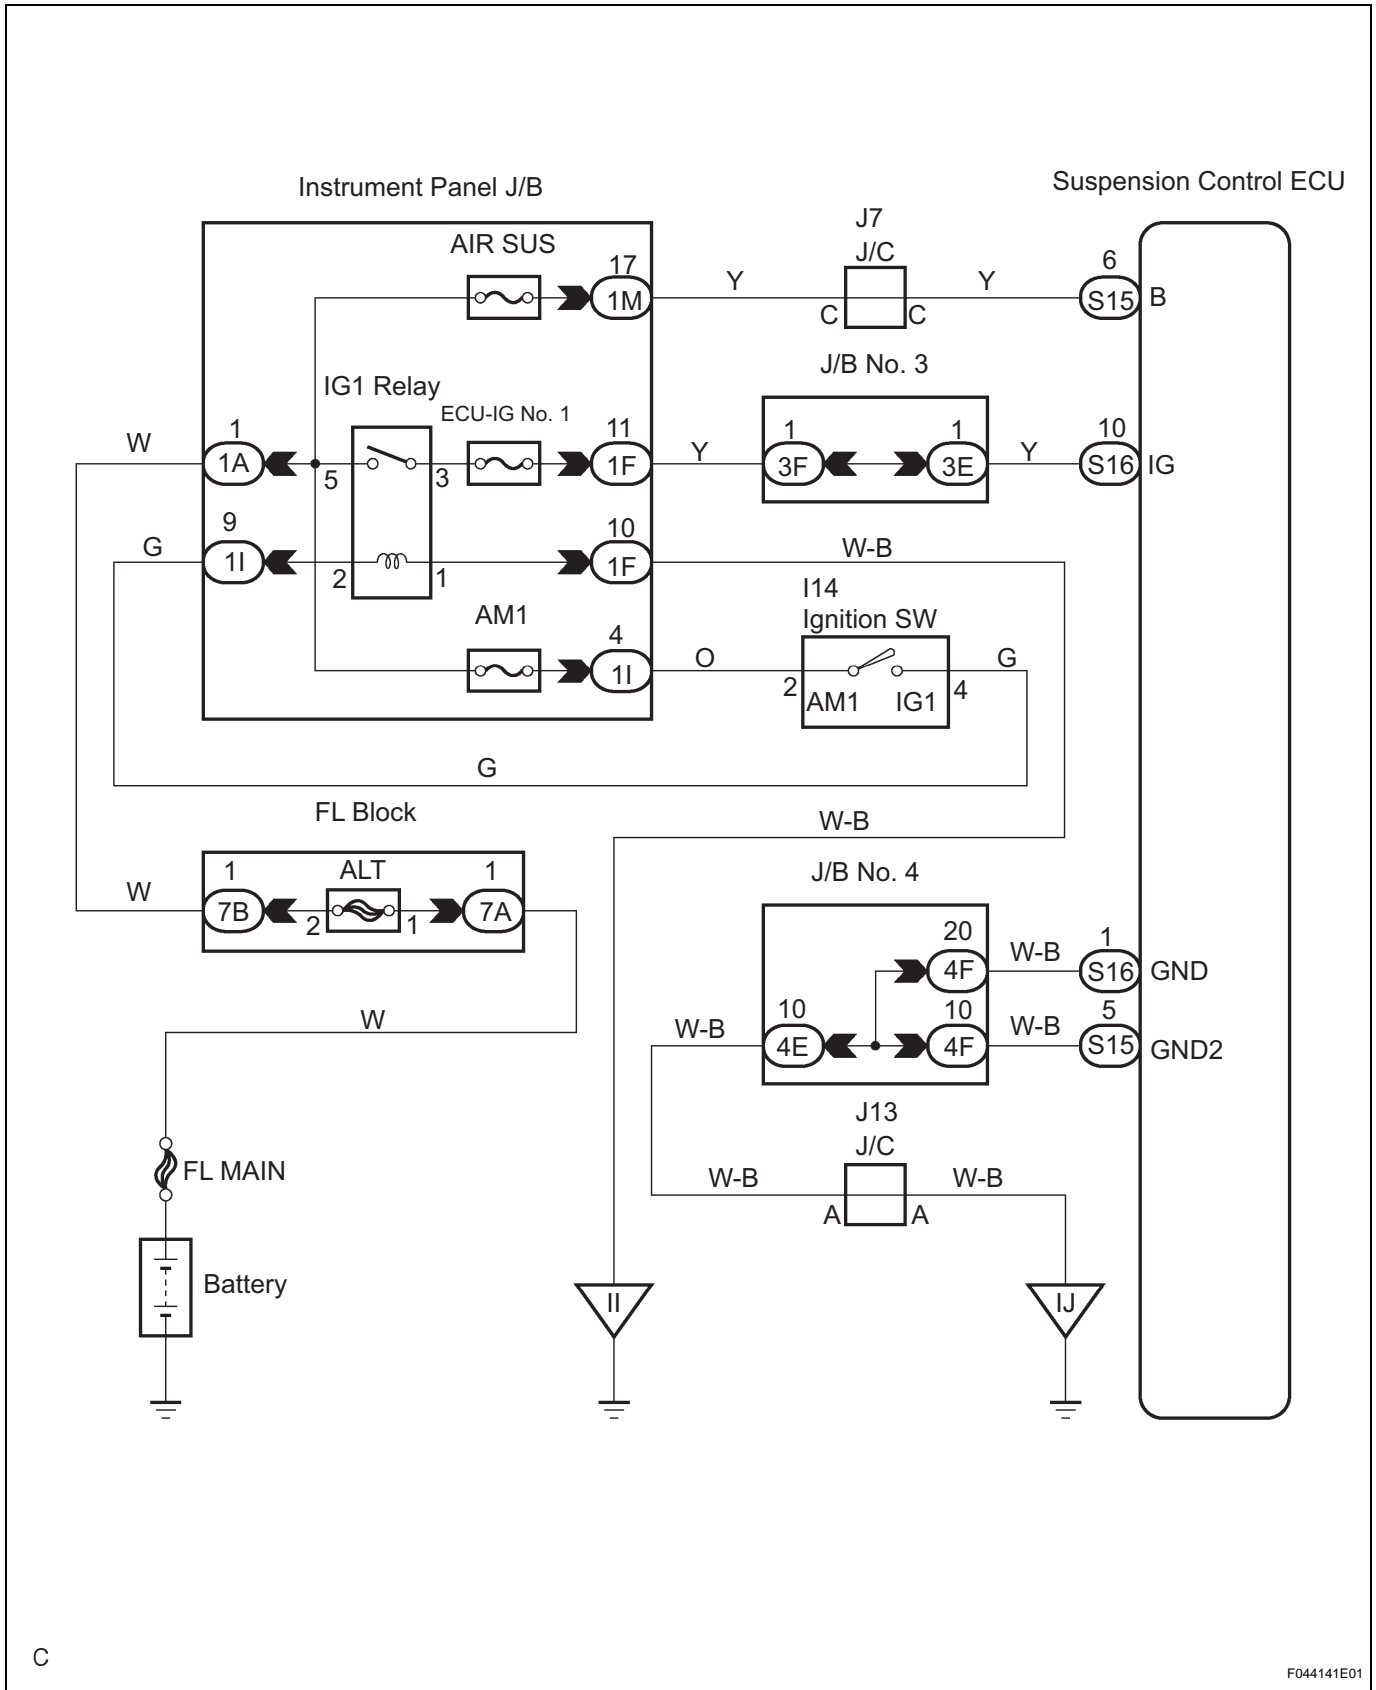 Instrument Panel J/B
Suspension Control ECU
AIR SUS
17
1M
Y
J7
J/C
C
C
Y
6
S15
B
J/B No. 3
IG1 Relay
ECU-IG No. 1
W
1
1A
5
3
11
1F
Y
1
3F
1
3E
Y
10
S16
IG
G
9
1I
2
1
10
1F
W-B
I14
Ignition SW
AM1
4
1I
O
2
AM1
IG1
4
G
G
FL Block
W-B
W
1
7B
ALT
2
1
1
7A
J/B No. 4
20
4F
W-B
1
S16
GND
W
W-B
10
4E
10
4F
W-B
5
S15
GND2
J13
J/C
FL MAIN
W-B
A
A
W-B
Battery
II
IJ
C
F044141E01